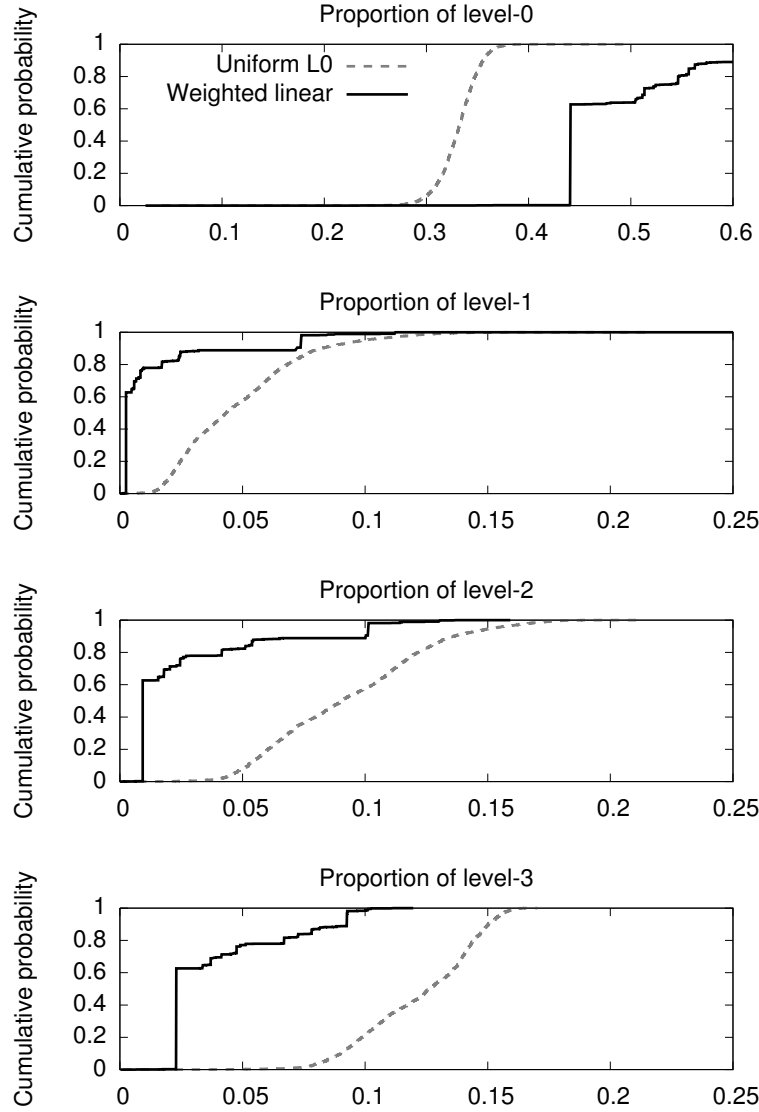 Proportion of level-0
Cumulative probability
1
0.8
0.6
0.4
0.2
0
Uniform L0
Weighted linear
0 0.1 0.2 0.3 0.4 0.5 0.6
Proportion of level-1
Cumulative probability
1
0.8
0.6
0.4
0.2
0
0 0.05 0.1 0.15 0.2 0.25
Proportion of level-2
Cumulative probability
1
0.8
0.6
0.4
0.2
0
0 0.05 0.1 0.15 0.2 0.25
Proportion of level-3
Cumulative probability
1
0.8
0.6
0.4
0.2
0
0 0.05 0.1 0.15 0.2 0.25